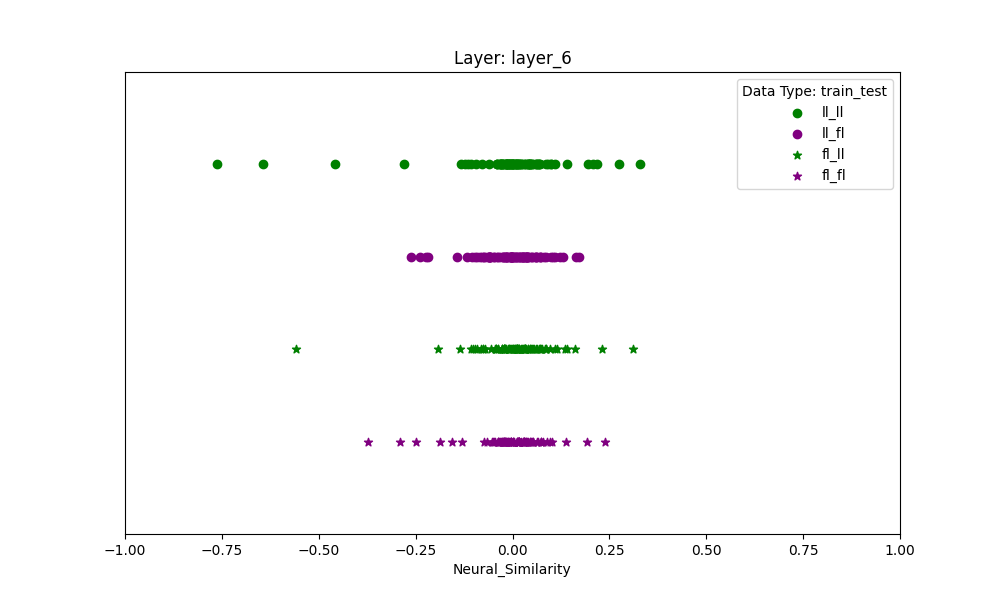 Layer: layer_6
Data Type: train_test
ll_ll
ll_fl
fl_ll
fl_fl
−1.00 −0.75 −0.50 −0.25 0.00 0.25 0.50 0.75 1.00
Neural_Similarity